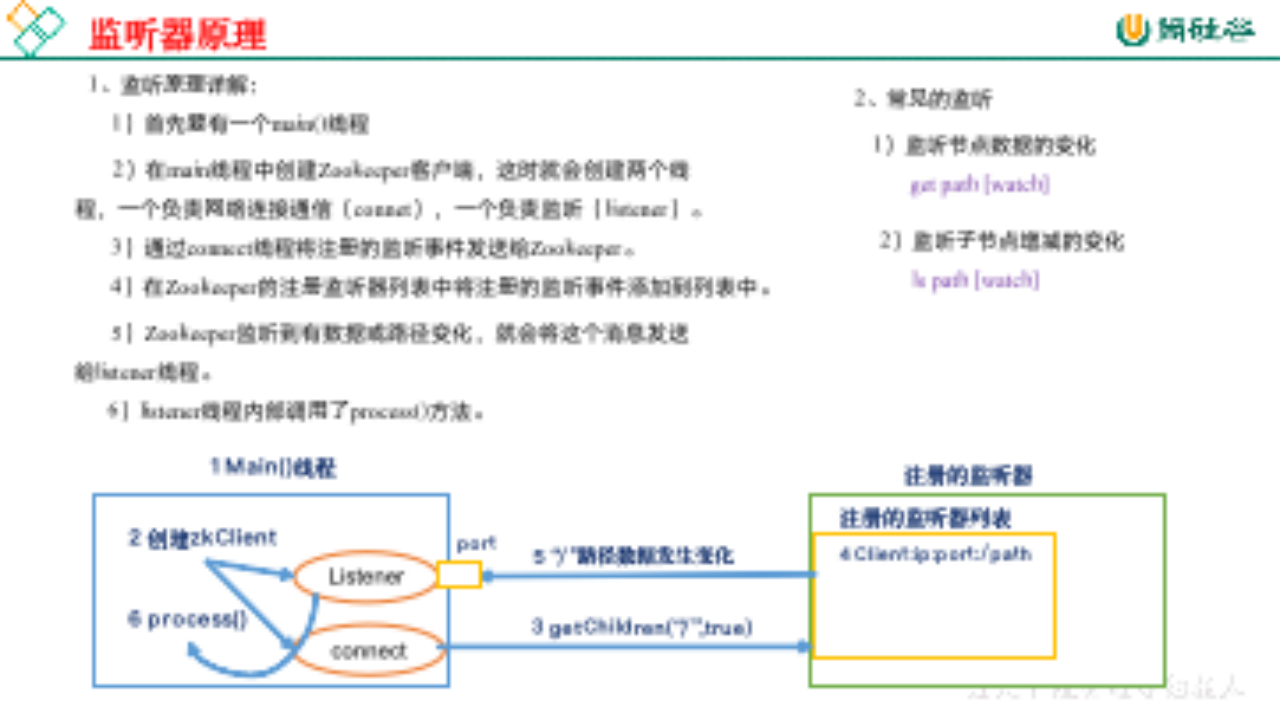 监听器原理
尚硅谷
1、监听原理详解：
1）首先要有一个main()线程
2）在main线程中创建Zookeeper客户端，这时就会创建两个线
程，一个负责网络连接通信（connet），一个负责监听（listener）。
3）通过connect线程将注册的监听事件发送给Zookeeper。
4）在Zookeeper的注册监听器列表中将注册的监听事件添加到列表中。
5）Zookeeper监听到有数据或路径变化，就会将这个消息发送
给listener线程。
6）listener线程内部调用了process()方法。
2、常见的监听
1）监听节点数据的变化
get path [watch]
2）监听子节点增减的变化
ls path [watch]
1 Main()线程
2 创建zkClient
Listener
port
6 process()
connect
5 “/”路径数据发生变化
3 getChildren(“/”,true)
注册的监听器
注册的监听器列表
4 Client:ip:port:/path